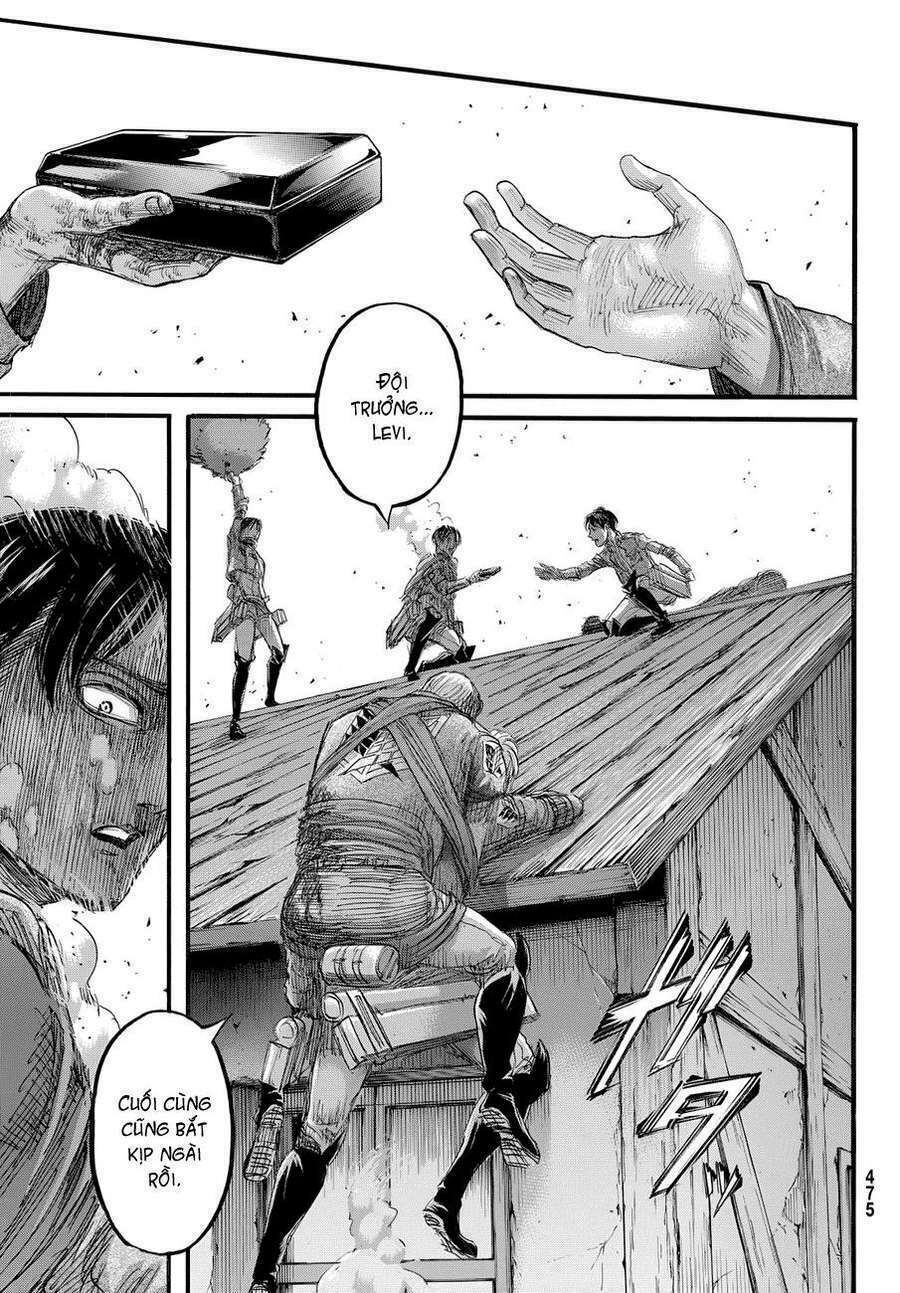 ĐỘI
TRƯỞNG...
LEVI.
CUỐI CÙNG
CŨNG BẮT
KỊP NGÀI
RỒI.
475